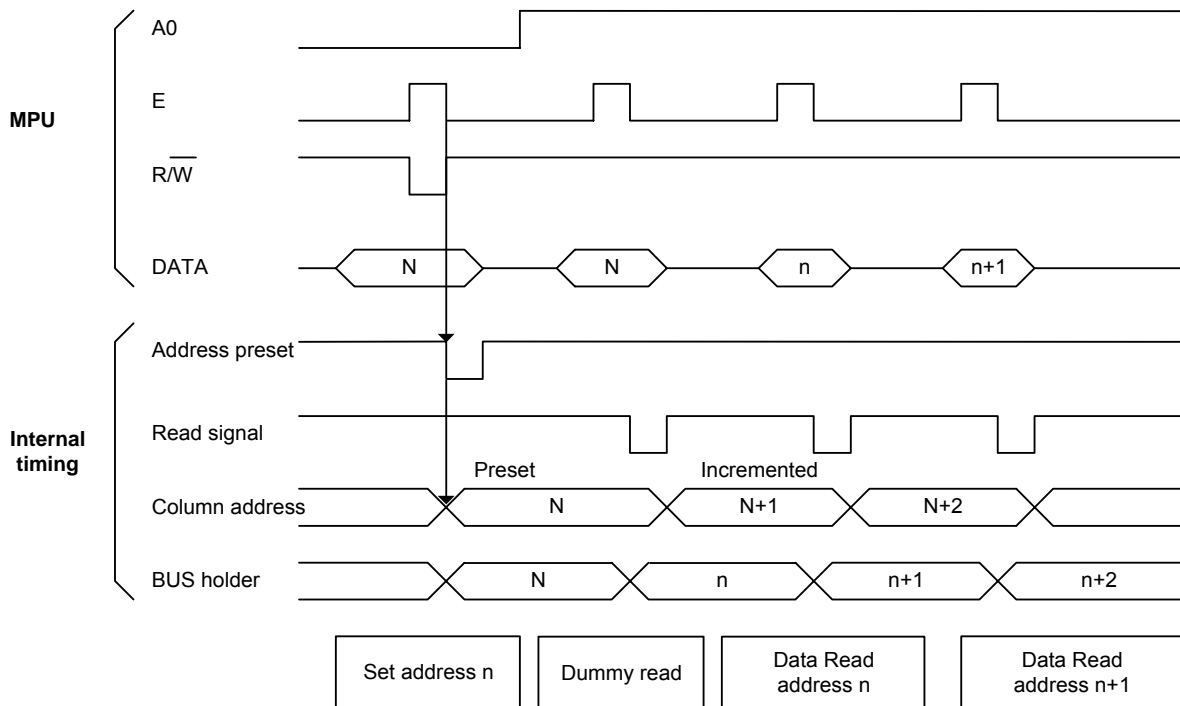 MPU
A0
E
R/W
DATA
N
N
n
n+1
Internal
timing
Address preset
Read signal
Preset
Incremented
Column address
N
N+1
N+2
BUS holder
N
n
n+1
n+2
Set address n
Dummy read
Data Read
address n
Data Read
address n+1